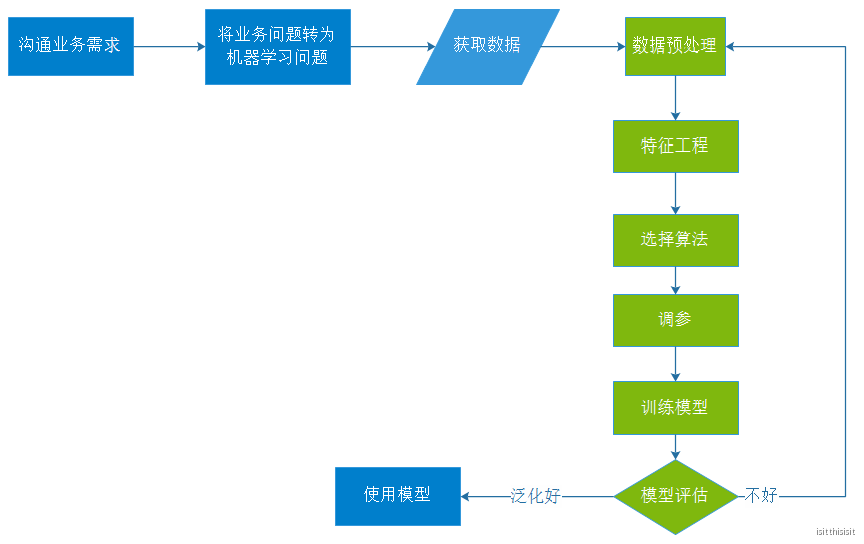 沟通业务需求
将业务问题转为
机器学习问题
获取数据
数据预处理
特征工程
选择算法
调参
训练模型
模型评估
不好
泛化好
使用模型
isitthisisit